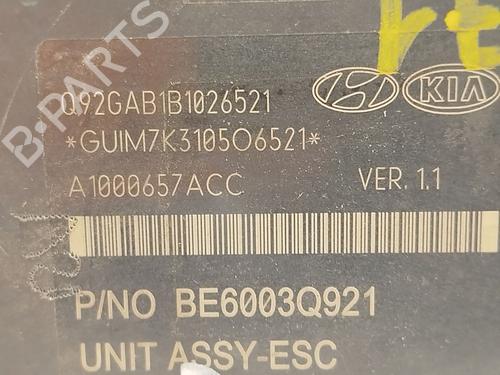 B-PARTS
Q92GAB1B1026521
KIA
*GUIM7K3105O6521*
A1000657ACC VER. 1.1
P/NO BE6003Q921
UNIT ASSY-ESC